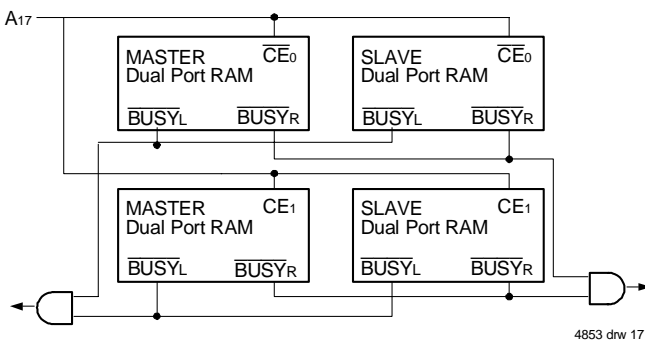 A17
MASTER CE0 SLAVE CE0
Dual Port RAM Dual Port RAM
BUSYL BUSYR BUSYL BUSYR
MASTER CE1 SLAVE CE1
Dual Port RAM Dual Port RAM
BUSYL BUSYR BUSYL BUSYR
4853 drw 17